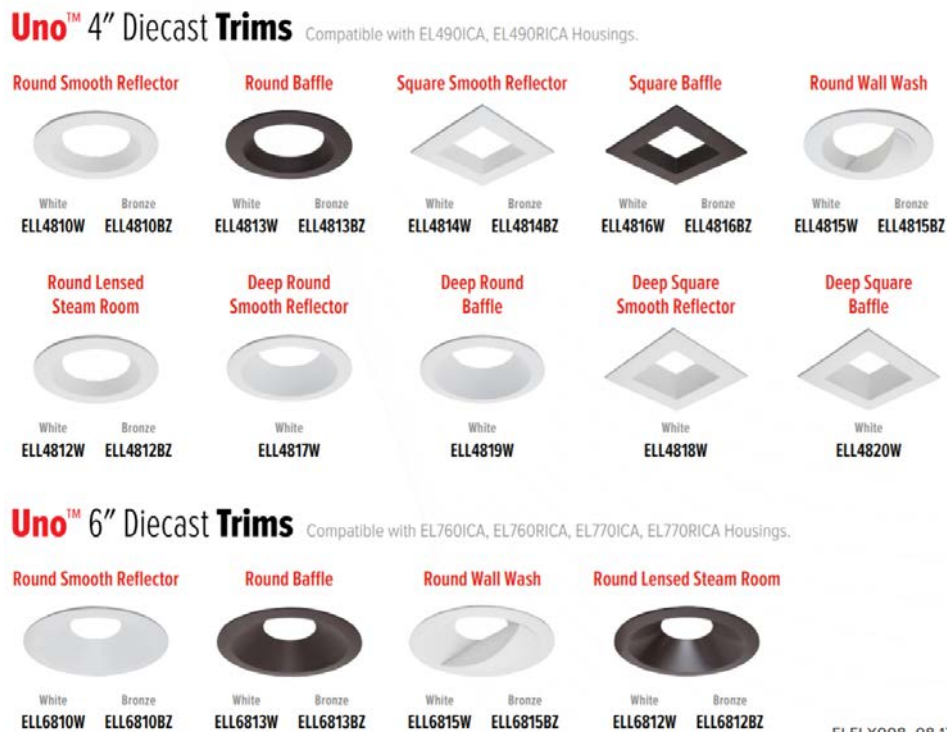 Uno™ 4″ Diecast Trims Compatible with EL490ICA, EL490RICA Housings.
Round Smooth Reflector Round Baffle Square Smooth Reflector Square Baffle Round Wall Wash
White Bronze White Bronze White Bronze White Bronze White Bronze
ELL4810W ELL4810BZ ELL4813W ELL4813BZ ELL4814W ELL4814BZ ELL4816W ELL4816BZ ELL4815W ELL4815BZ
Round Lensed Deep Round Deep Round Deep Square Deep Square
Steam Room Smooth Reflector Baffle Smooth Reflector Baffle
White Bronze White White White White
ELL4812W ELL4812BZ ELL4817W ELL4819W ELL4818W ELL4820W
Uno™ 6″ Diecast Trims Compatible with EL760ICA, EL760RICA, EL770ICA, EL770RICA Housings.
Round Smooth Reflector Round Baffle Round Wall Wash Round Lensed Steam Room
White Bronze White Bronze White Bronze White Bronze
ELL6810W ELL6810BZ ELL6813W ELL6813BZ ELL6815W ELL6815BZ ELL6812W ELL6812BZ